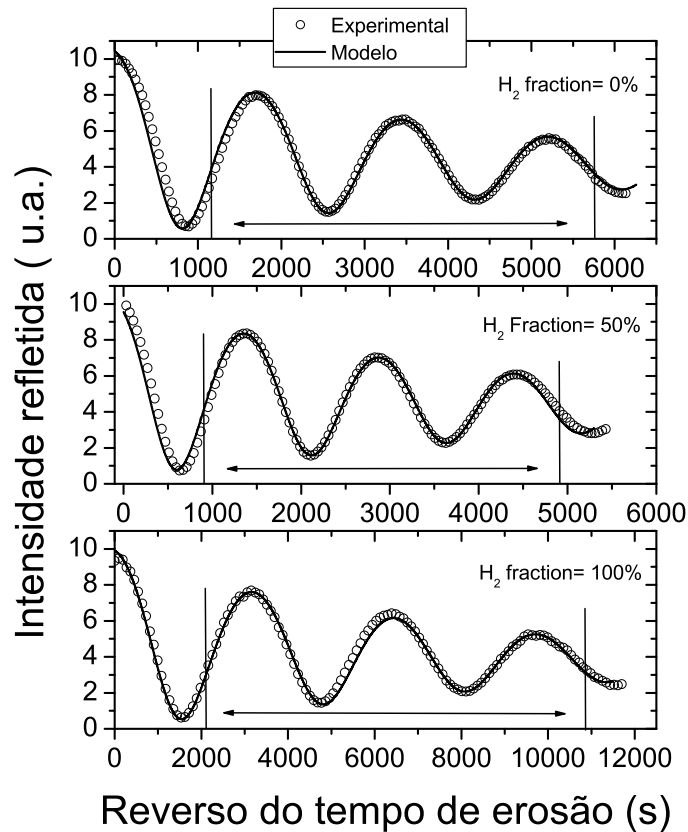 Experimental
Modelo
10
8
6
4
2
0
H2 fraction= 0%
0 1000 2000 3000 4000 5000 6000
10
8
6
4
2
0
H2 Fraction= 50%
0 1000 2000 3000 4000 5000 6000
10
8
6
4
2
0
H2 fraction= 100%
0 2000 4000 6000 8000 10000 12000
Intensidade refletida ( u.a.)
Reverso do tempo de erosão (s)